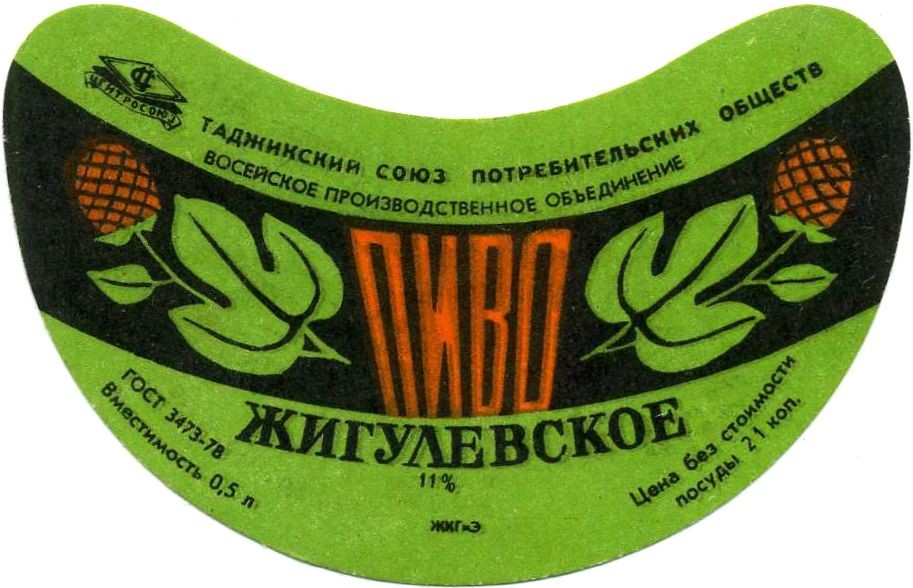 ЦЕНТРОСОЮЗ
ТАДЖИКСКИЙ СОЮЗ ПОТРЕБИТЕЛЬСКИХ ОБЩЕСТВ
ВОСЕЙСКОЕ ПРОИЗВОДСТВЕННОЕ ОБЪЕДИНЕНИЕ
ПИВО
ЖИГУЛЕВСКОЕ
11%
ГОСТ 3473-78
Вместимость 0,5 л
Цена без стоимости
посуды 21 коп.
ЖКГ-Э